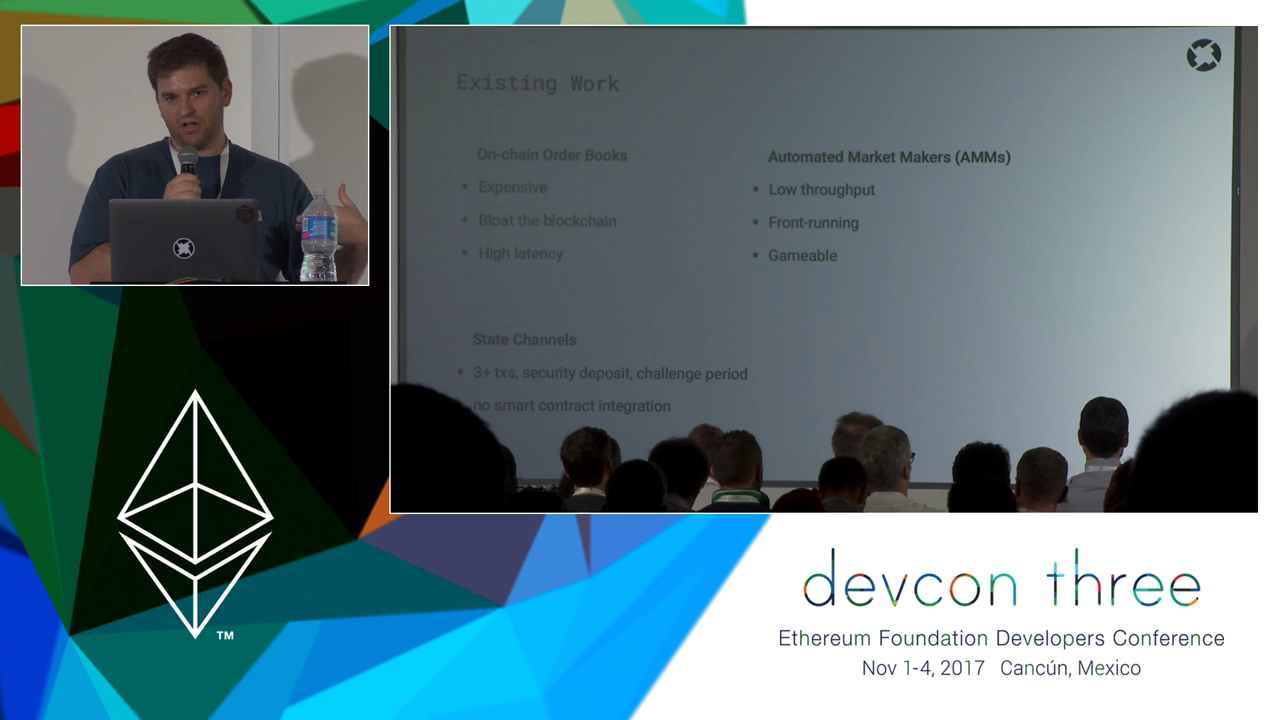 Existing Work
On-chain Order Books
• Expensive
• Bloat the blockchain
• High latency
Automated Market Makers (AMMs)
• Low throughput
• Front-running
• Gameable
State Channels
• 3+ txs, security deposit, challenge period
no smart contract integration
TM
devcon three
Ethereum Foundation Developers Conference
Nov 1-4, 2017 Cancún, Mexico